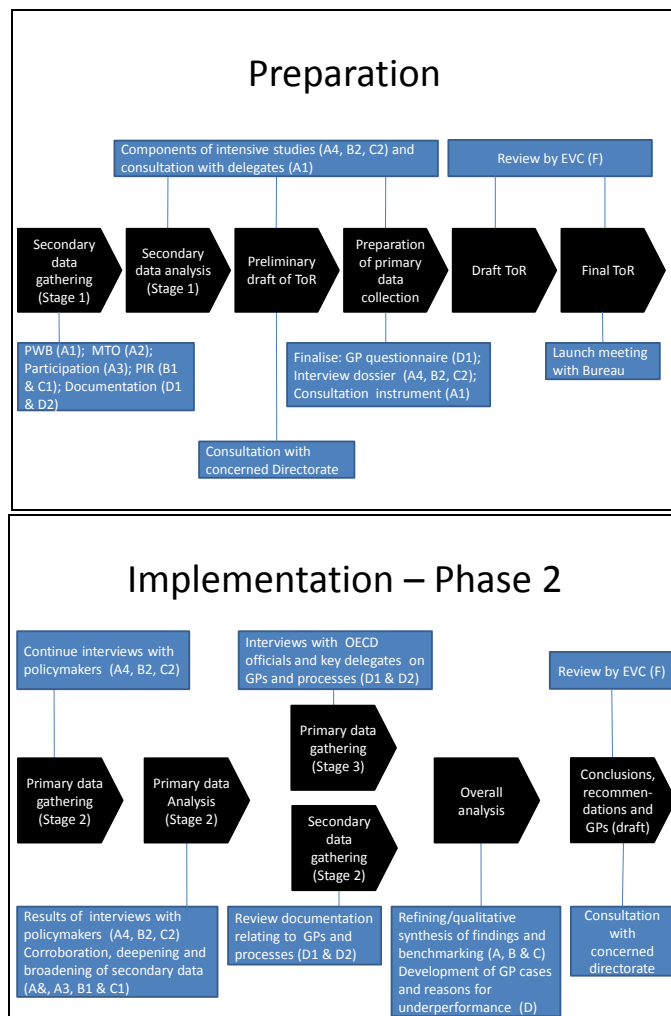 Preparation
Components of intensive studies (A4, B2, C2) and
consultation with delegates (A1)
Review by EVC (F)
Secondary
data
gathering
(Stage 1)
Secondary
data analysis
(Stage 1)
Preliminary
draft of ToR
Preparation
of primary
data
collection
Draft ToR
Final ToR
PWB (A1); MTO (A2);
Participation (A3); PIR (B1
& C1); Documentation (D1
& D2)
Finalise: GP questionnaire (D1);
Interview dossier (A4, B2, C2);
Consultation instrument (A1)
Launch meeting
with Bureau
Consultation with
concerned Directorate
Implementation – Phase 2
Continue interviews with
policymakers (A4, B2, C2)
Interviews with OECD
officials and key delegates on
GPs and processes (D1 & D2)
Review by EVC (F)
Primary data
gathering
(Stage 2)
Primary data
Analysis
(Stage 2)
Primary data
gathering
(Stage 3)
Secondary
data
gathering
(Stage 2)
Overall
analysis
Conclusions,
recommen-
dations and
GPs (draft)
Results of interviews with
policymakers (A4, B2, C2)
Corroboration, deepening and
broadening of secondary data
(A&, A3, B1 & C1)
Review documentation
relating to GPs and
processes (D1 & D2)
Refining/qualitative
synthesis of findings and
benchmarking (A, B & C)
Development of GP cases
and reasons for
underperformance (D)
Consultation
with
concerned
directorate